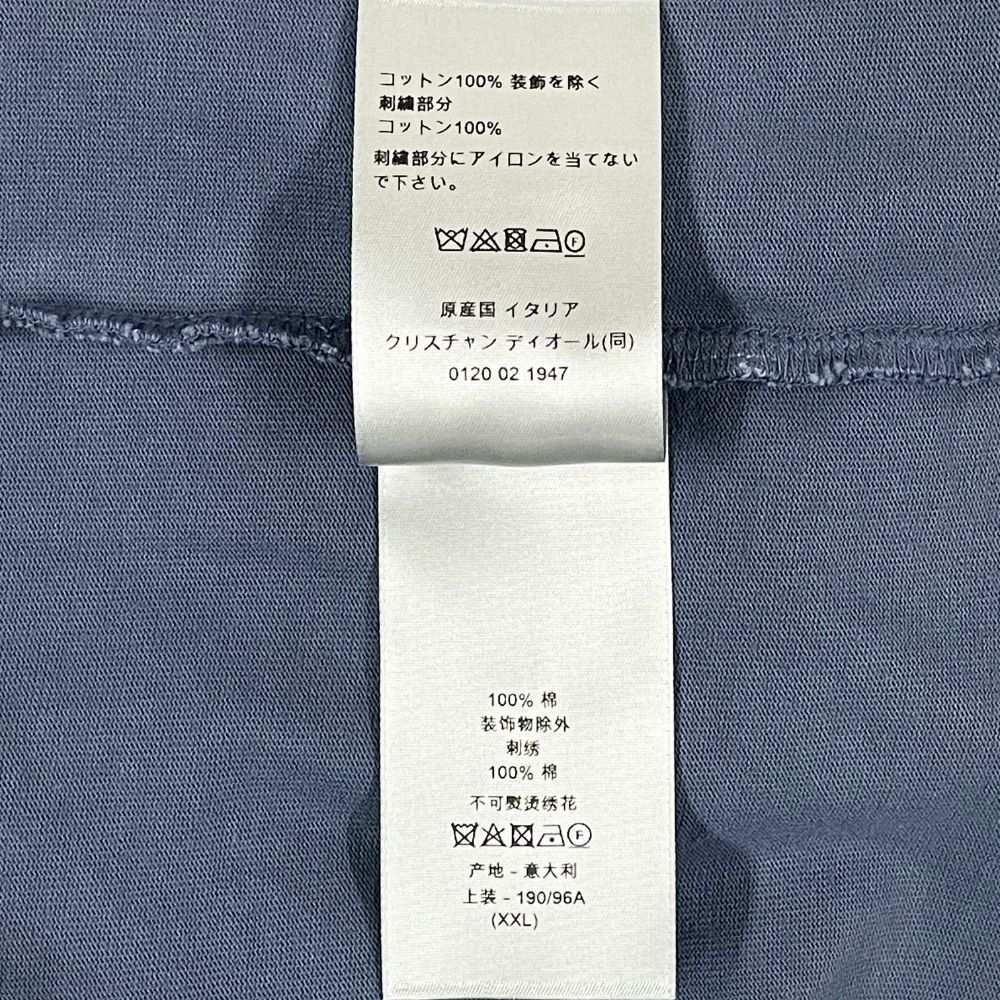 コットン100% 装飾を除く
刺繍部分
コットン100%
刺繍部分にアイロンを当てない
で下さい。
F
原産国 イタリア
クリスチャン ディオール(同)
0120 02 1947
100% 棉
装饰物除外
刺绣
100% 棉
不可熨烫绣花
F
产地 - 意大利
上装 - 190/96A
(XXL)